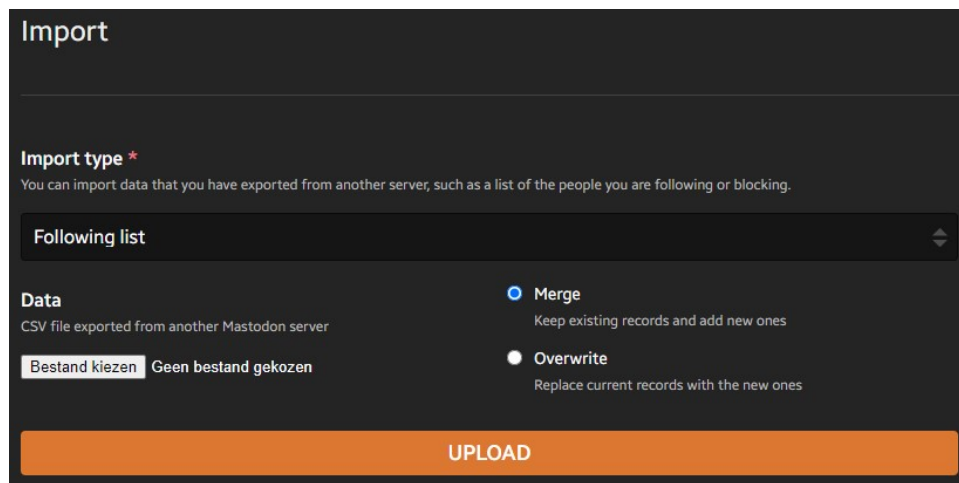 Import
Import type *
You can import data that you have exported from another server, such as a list of the people you are following or blocking.
Following list
Data
CSV file exported from another Mastodon server
Bestand kiezen Geen bestand gekozen
Merge
Keep existing records and add new ones
Overwrite
Replace current records with the new ones
UPLOAD